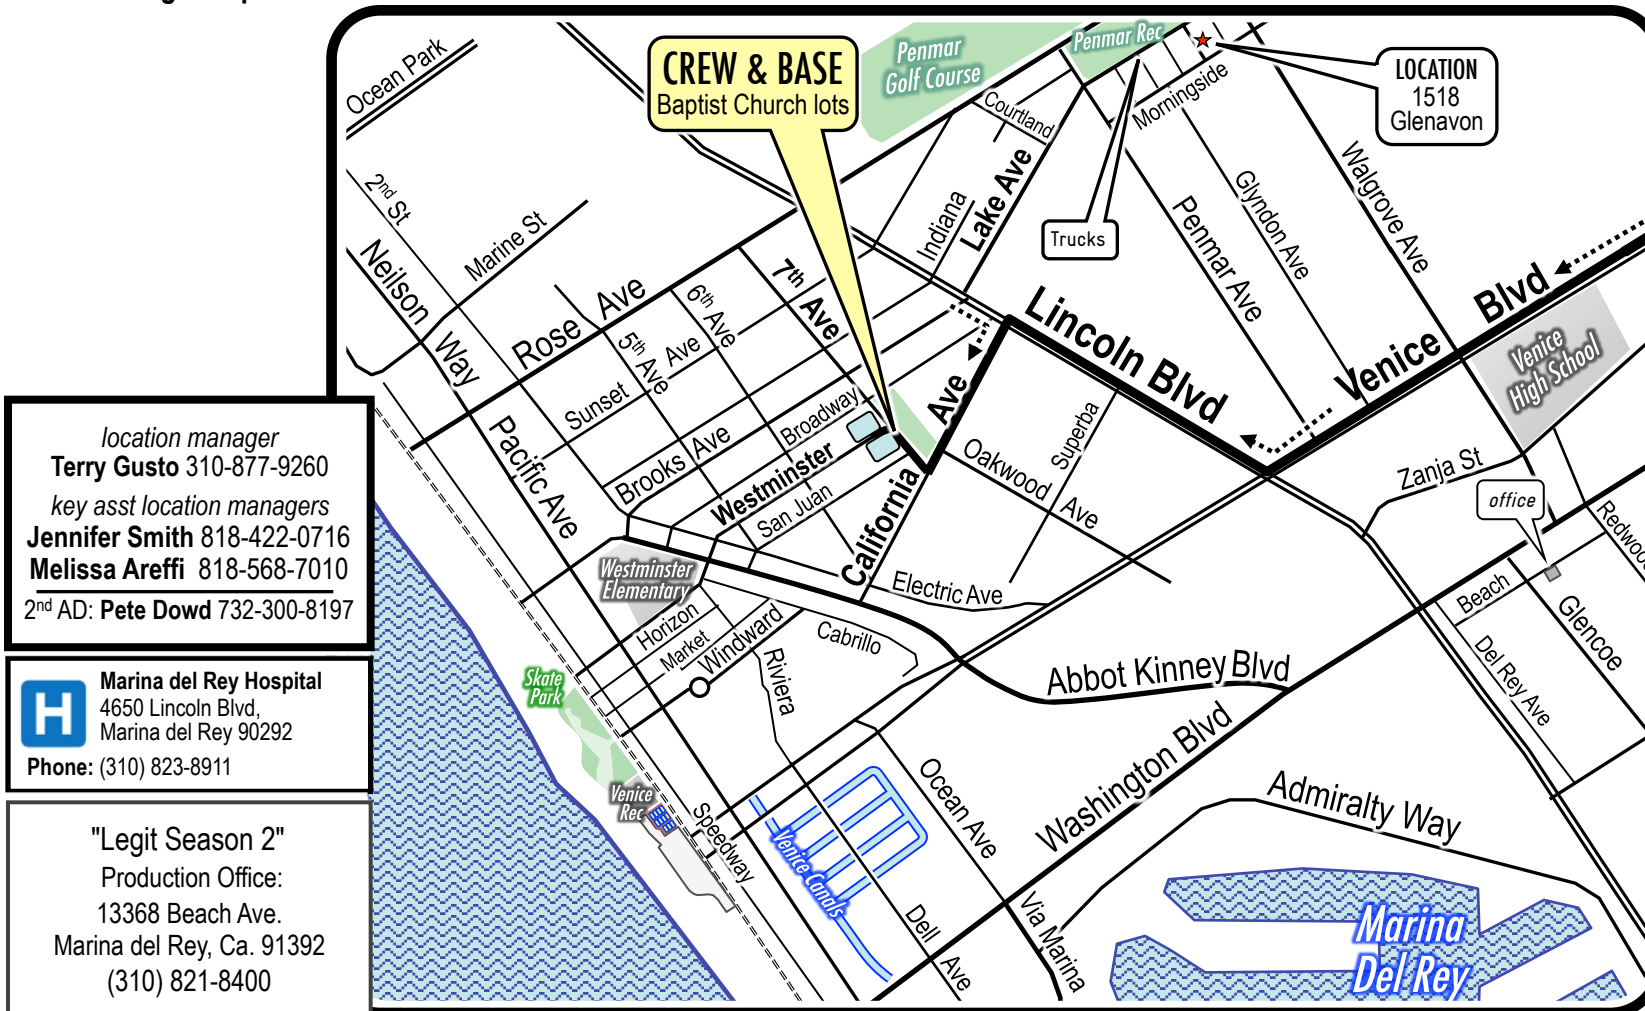 location manager
Terry Gusto 310-877-9260
key asst location managers
Jennifer Smith 818-422-0716
Melissa Areffi 818-568-7010
2nd AD: Pete Dowd 732-300-8197
H
Marina del Rey Hospital
4650 Lincoln Blvd,
Marina del Rey 90292
Phone: (310) 823-8911
"Legit Season 2"
Production Office:
13368 Beach Ave.
Marina del Rey, Ca. 91392
(310) 821-8400
CREW & BASE
Baptist Church lots
LOCATION
1518
Glenavon
Trucks
office
Ocean Park
Penmar
Golf Course
Penmar Rec
Courtland
Morningside
2nd St
Marine St
Neilson Way
Rose Ave
7th Ave
6th Ave
5th Ave
Indiana
Lake Ave
Penmar Ave
Glyndon Ave
Walgrove Ave
Sunset Ave
Brooks Ave
Broadway
Westminster
San Juan
Pacific Ave
California Ave
Lincoln Blvd
Venice Blvd
Venice
High School
Superba
Oakwood Ave
Zanja St
Redwood
Westminster
Elementary
Electric Ave
Horizon
Market
Windward
Cabrillo
Riviera
Abbot Kinney Blvd
Beach
Glencoe
Del Rey Ave
Skate
Park
Venice
Rec
Speedway
Venice Canals
Ocean Ave
Washington Blvd
Admiralty Way
Dell Ave
Via Marina
Marina
Del Rey